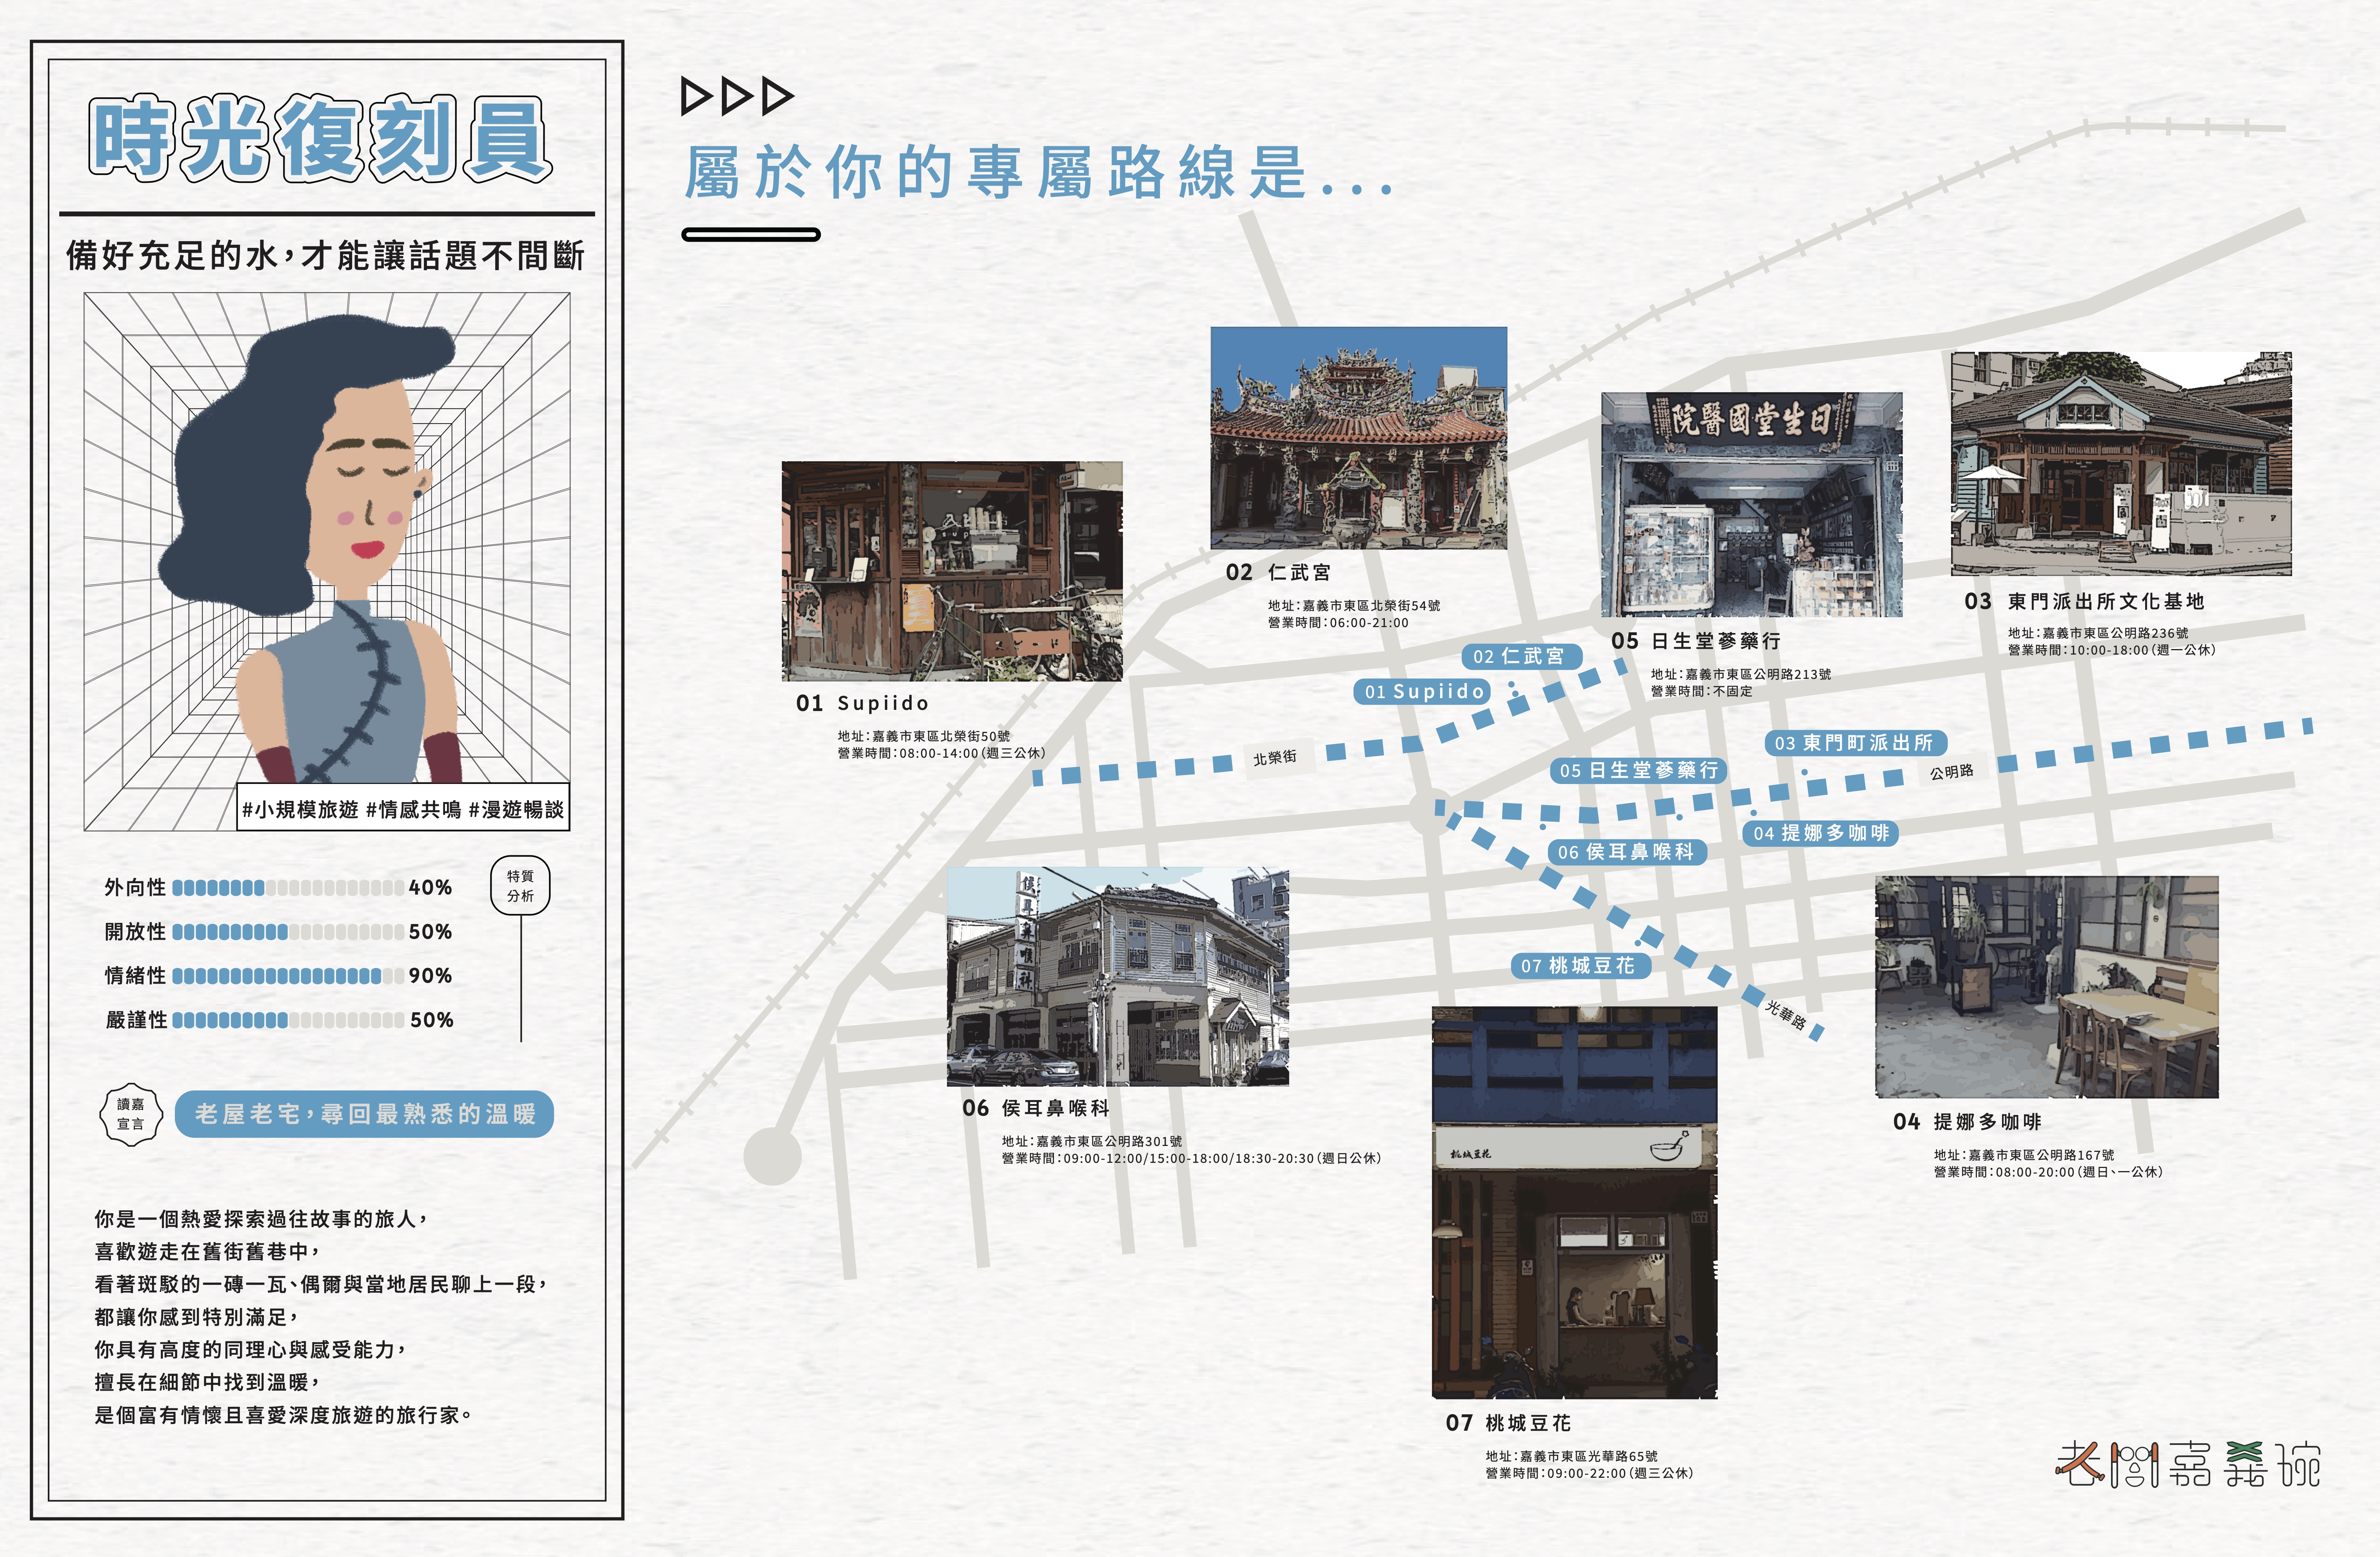 時光復刻員
備好充足的水，才能讓話題不間斷
#小規模旅遊 #情感共鳴 #漫遊暢談
特質
分析
外向性 40%
開放性 50%
情緒性 90%
嚴謹性 50%
讀嘉
宣言
老屋老宅，尋回最熟悉的溫暖
你是一個熱愛探索過往故事的旅人，
喜歡遊走在舊街舊巷中，
看著斑駁的一磚一瓦、偶爾與當地居民聊上一段，
都讓你感到特別滿足，
你具有高度的同理心與感受能力，
擅長在細節中找到溫暖，
是個富有情懷且喜愛深度旅遊的旅行家。
屬於你的專屬路線是...
01 Supiido
地址：嘉義市東區北榮街50號
營業時間：08:00-14:00（週三公休）
02 仁武宮
地址：嘉義市東區北榮街54號
營業時間：06:00-21:00
院醫國堂生日
05 日生堂蔘藥行
地址：嘉義市東區公明路213號
營業時間：不固定
03 東門派出所文化基地
地址：嘉義市東區公明路236號
營業時間：10:00-18:00（週一公休）
02 仁武宮
01 Supiido
北榮街
03 東門町派出所
05 日生堂蔘藥行
公明路
04 提娜多咖啡
06 侯耳鼻喉科
07 桃城豆花
光華路
侯耳鼻喉科
06 侯耳鼻喉科
地址：嘉義市東區公明路301號
營業時間：09:00-12:00/15:00-18:00/18:30-20:30（週日公休）
04 提娜多咖啡
地址：嘉義市東區公明路167號
營業時間：08:00-20:00（週日、一公休）
桃城豆花
07 桃城豆花
地址：嘉義市東區光華路65號
營業時間：09:00-22:00（週三公休）
老閭嘉義碗